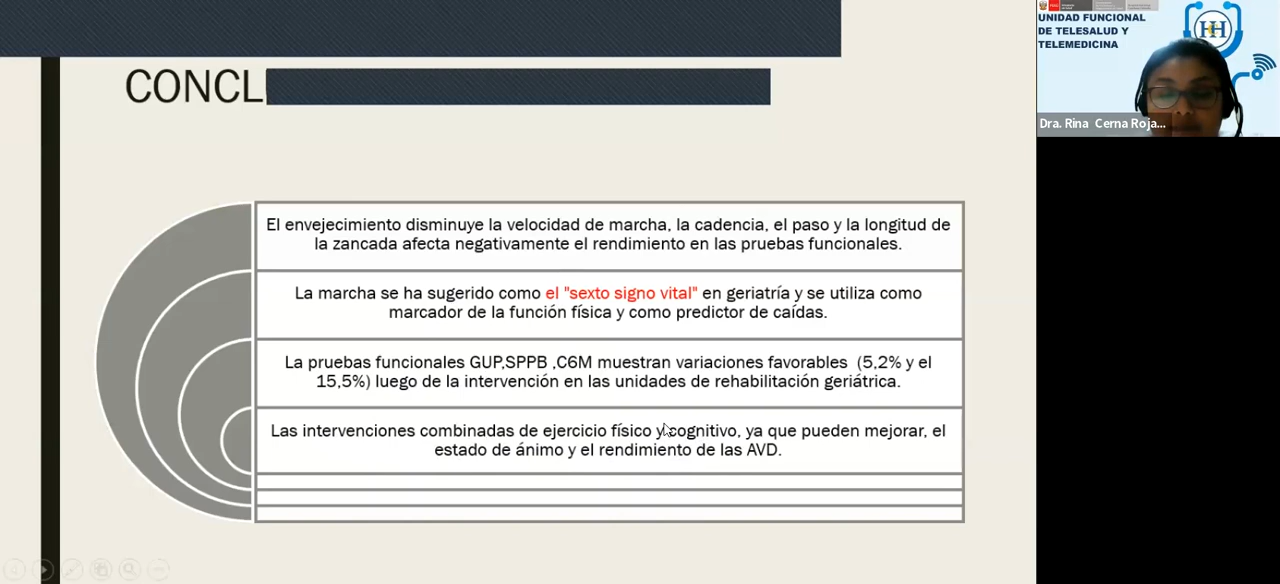 CONCL
El envejecimiento disminuye la velocidad de marcha, la cadencia, el paso y la longitud de
la zancada afecta negativamente el rendimiento en las pruebas funcionales.
La marcha se ha sugerido como el "sexto signo vital" en geriatría y se utiliza como
marcador de la función física y como predictor de caídas.
La pruebas funcionales GUP,SPPB ,C6M muestran variaciones favorables (5,2% y el
15,5%) luego de la intervención en las unidades de rehabilitación geriátrica.
Las intervenciones combinadas de ejercicio físico y cognitivo, ya que pueden mejorar, el
estado de ánimo y el rendimiento de las AVD.
UNIDAD FUNCIONAL
DE TELESALUD Y
TELEMEDICINA
HH
Dra. Rina Cerna Roja...